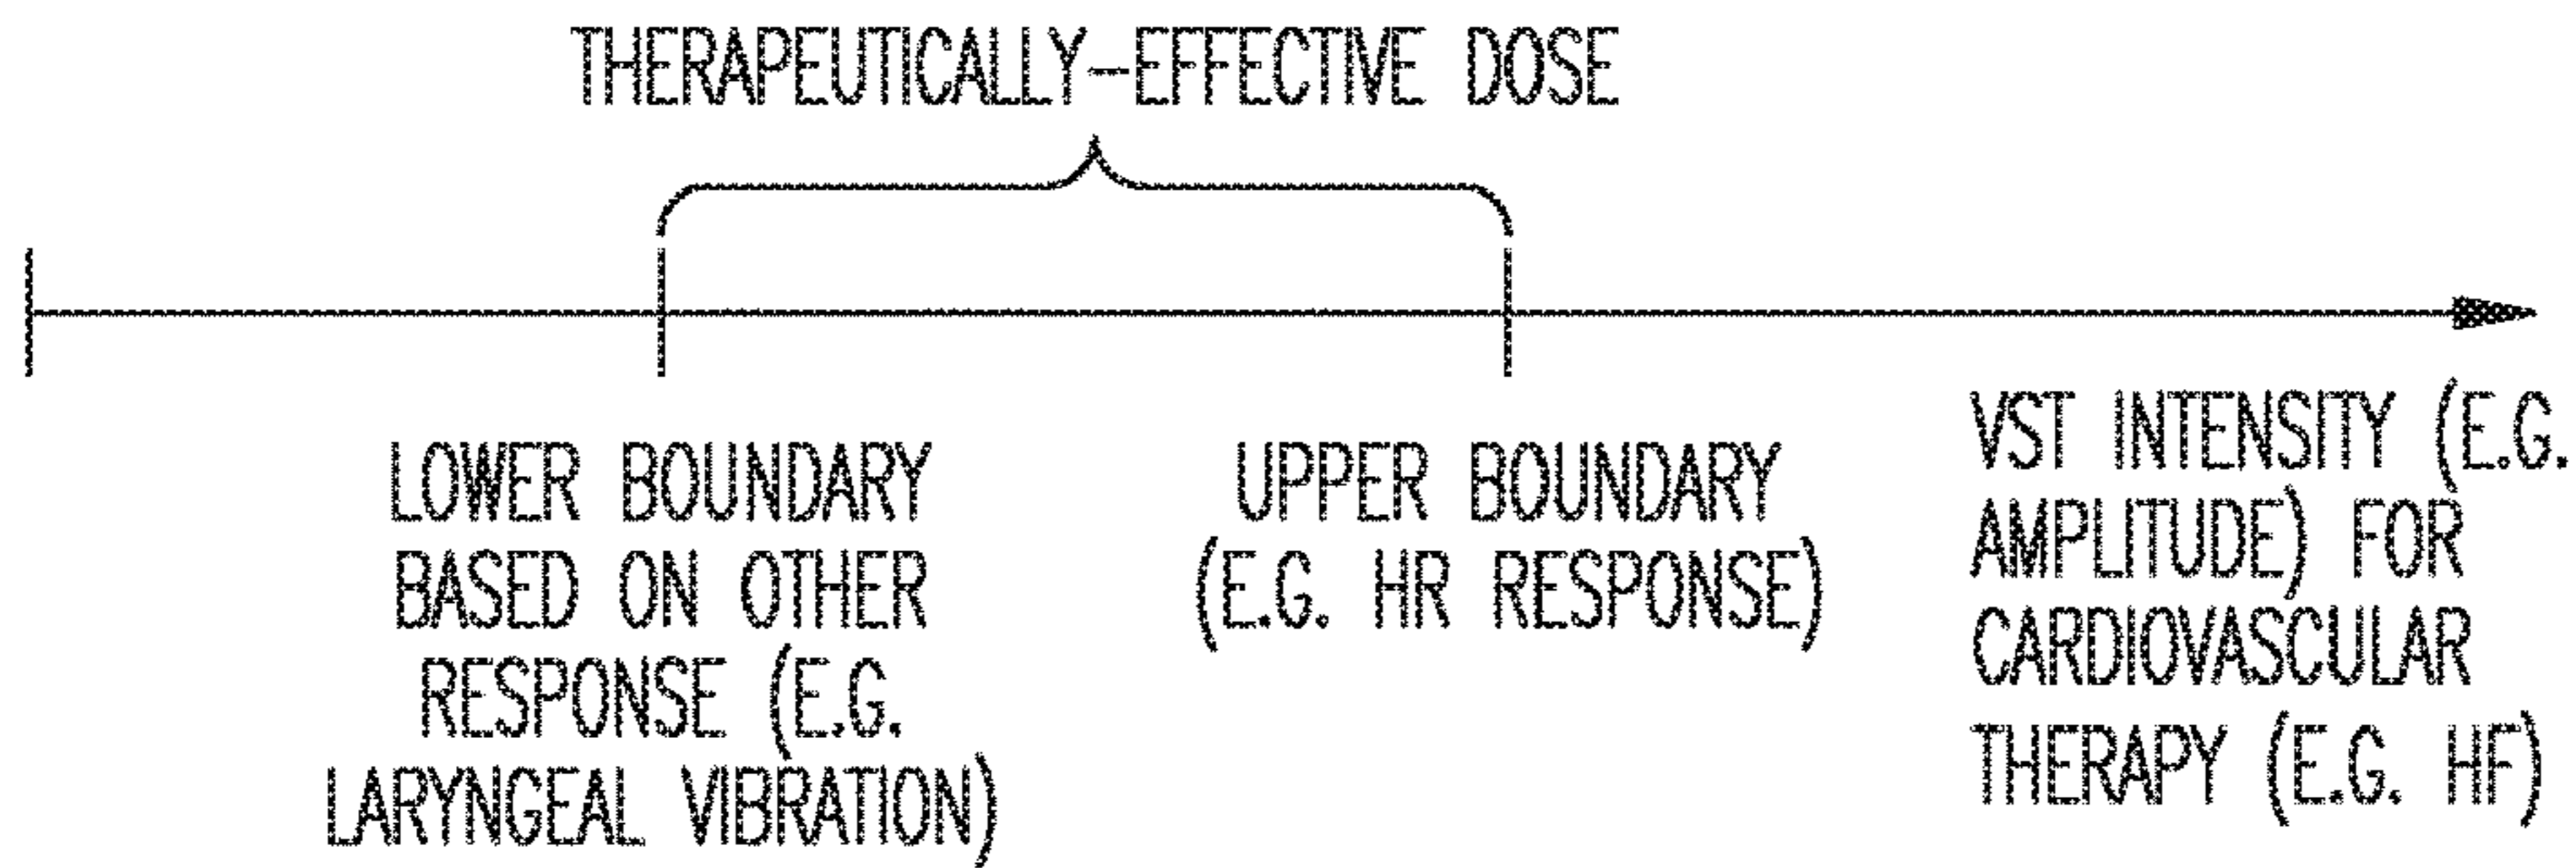 THERAPEUTICALLY-EFFECTIVE DOSE
LOWER BOUNDARY
BASED ON OTHER
RESPONSE (E.G.
LARYNGEAL VIBRATION)
UPPER BOUNDARY
(E.G. HR RESPONSE)
VST INTENSITY (E.G.
AMPLITUDE) FOR
CARDIOVASCULAR
THERAPY (E.G. HF)